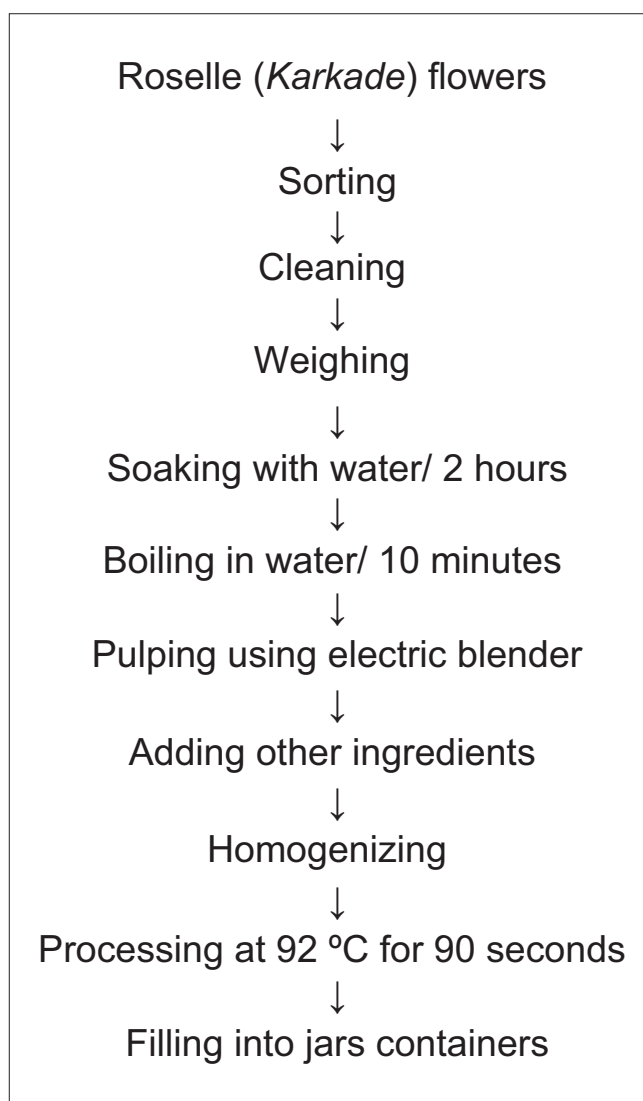 Roselle (Karkade) flowers
↓
Sorting
↓
Cleaning
↓
Weighing
↓
Soaking with water/ 2 hours
↓
Boiling in water/ 10 minutes
↓
Pulping using electric blender
↓
Adding other ingredients
↓
Homogenizing
↓
Processing at 92 ºC for 90 seconds
↓
Filling into jars containers